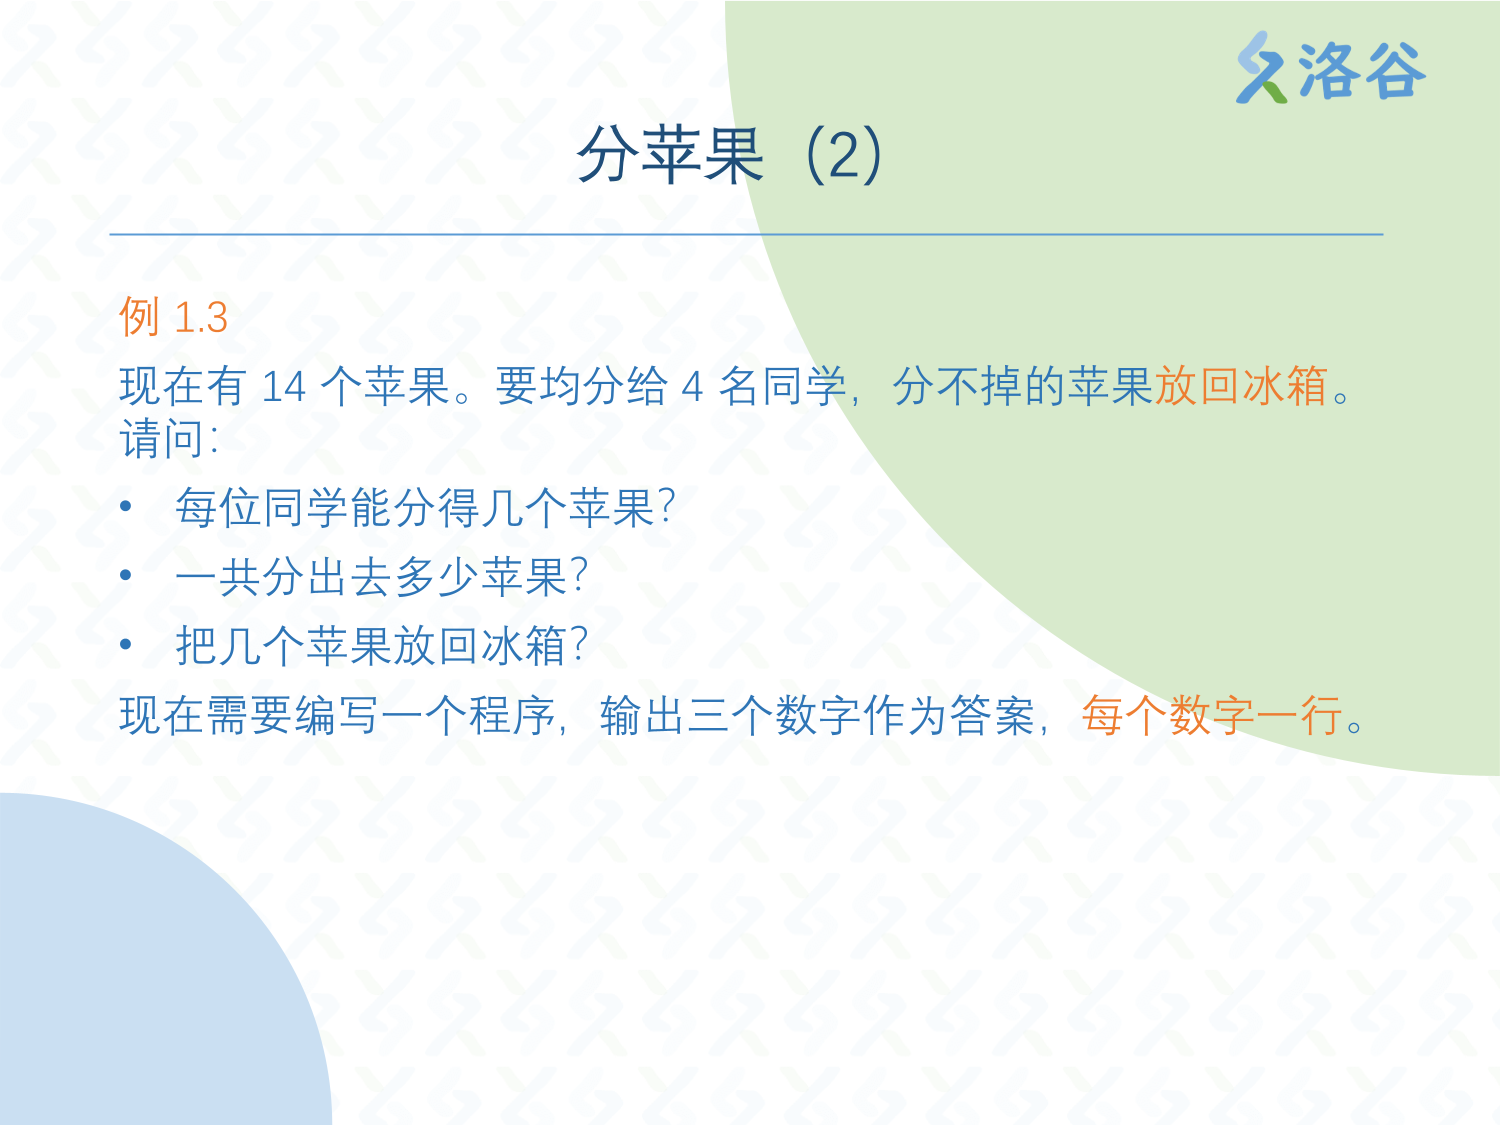 洛谷
分苹果（2）
例 1.3
现在有 14 个苹果。要均分给 4 名同学，分不掉的苹果放回冰箱。
请问：
• 每位同学能分得几个苹果？
• 一共分出去多少苹果？
• 把几个苹果放回冰箱？
现在需要编写一个程序，输出三个数字作为答案，每个数字一行。